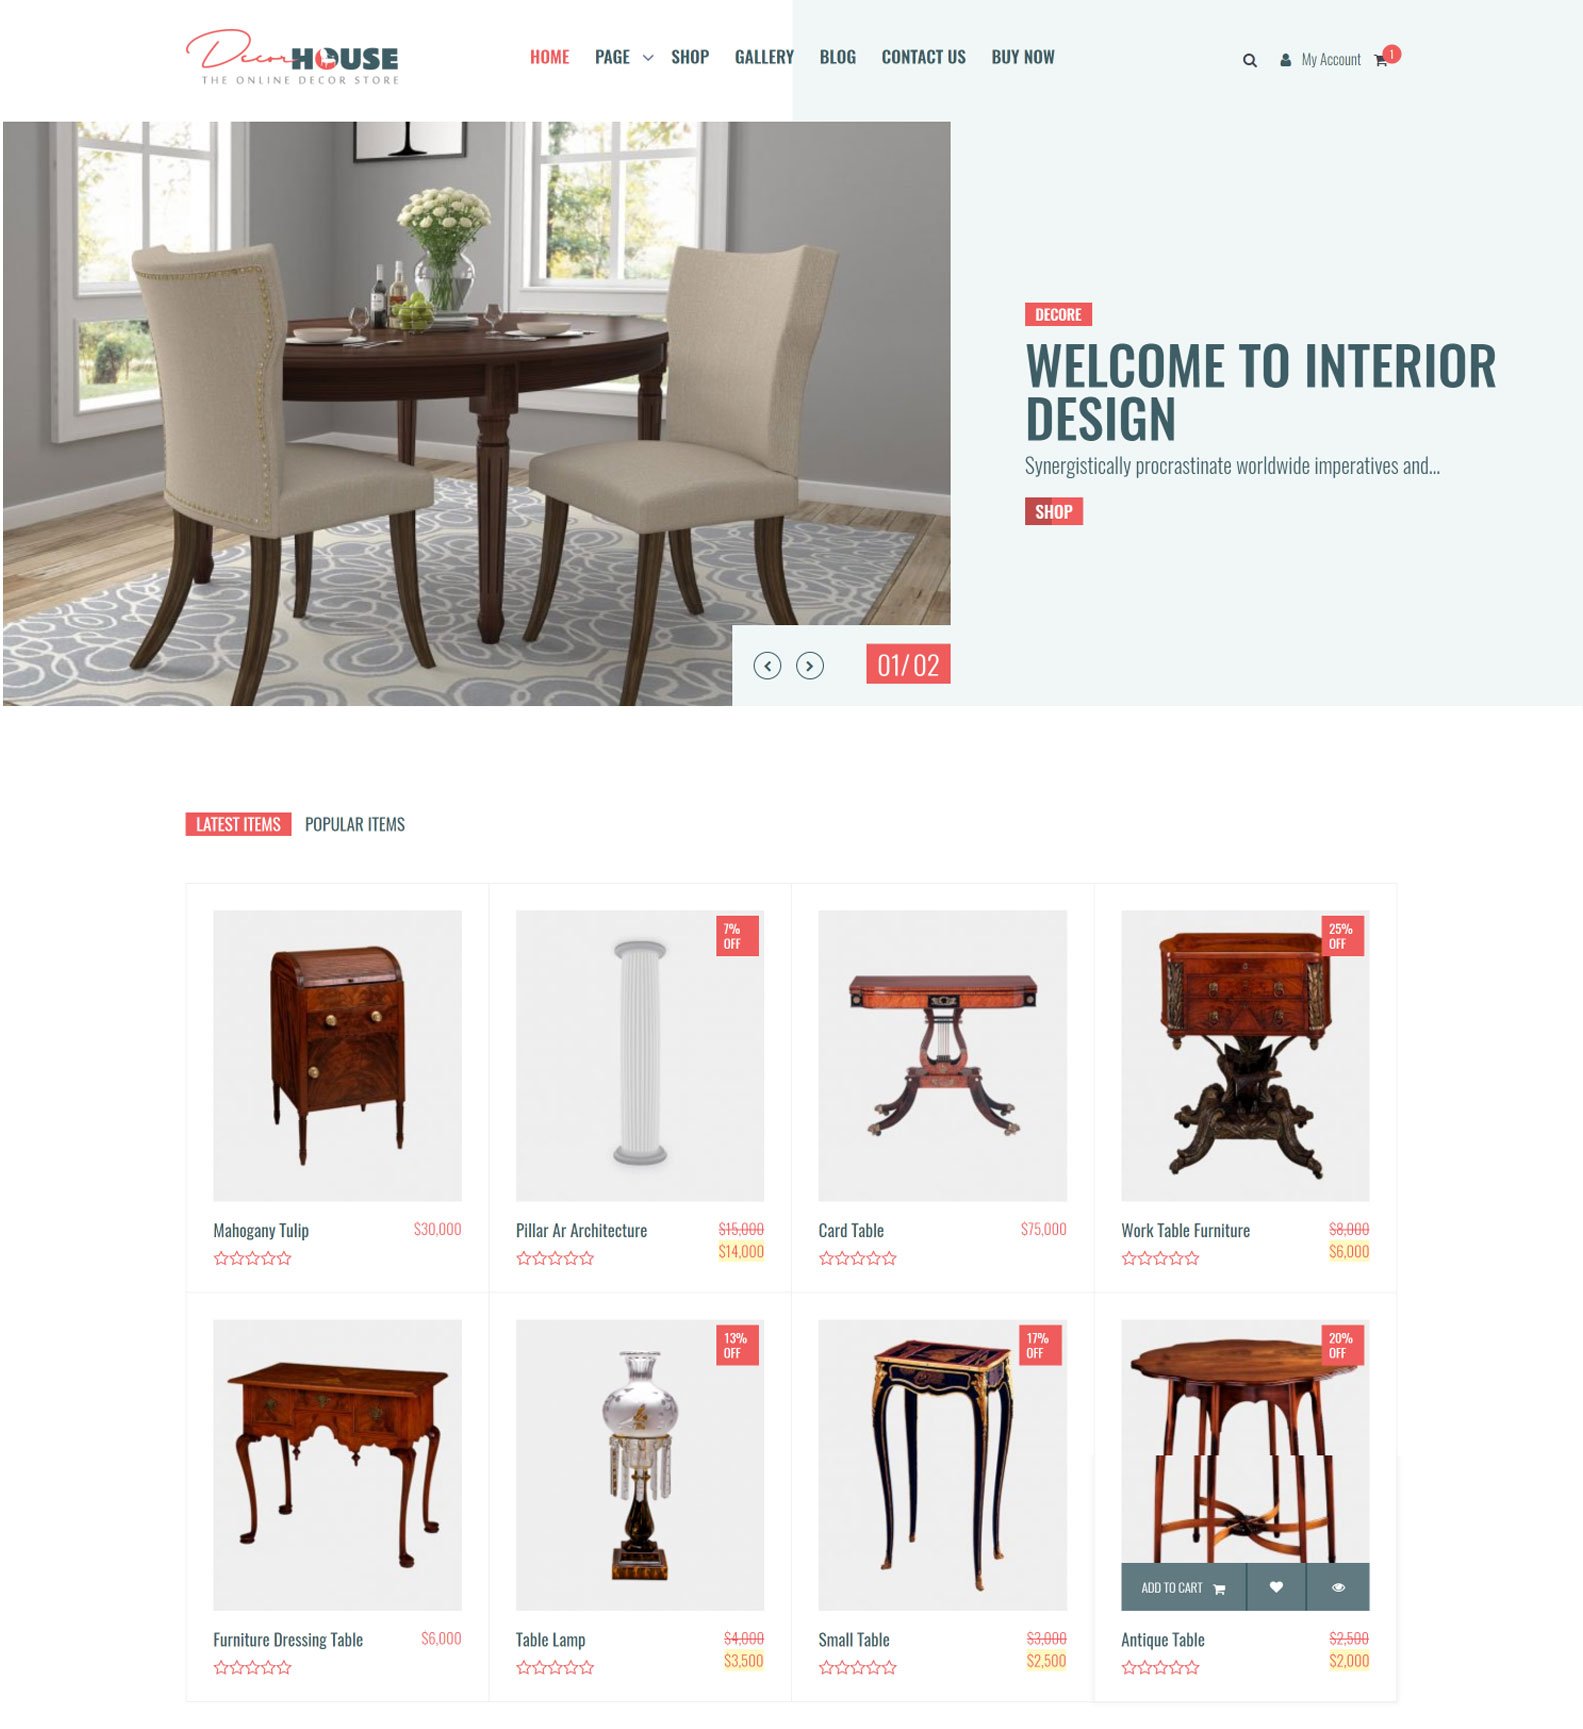 Decor HOUSE
THE ONLINE DECOR STORE
HOME PAGE SHOP GALLERY BLOG CONTACT US BUY NOW
My Account 1
DECORE
WELCOME TO INTERIOR
DESIGN
Synergistically procrastinate worldwide imperatives and...
SHOP
01/02
LATEST ITEMS POPULAR ITEMS
7%
OFF
25%
OFF
Mahogany Tulip $30,000
Pillar Ar Architecture $15,000
$14,000
Card Table $75,000
Work Table Furniture $8,000
$6,000
13%
OFF
17%
OFF
20%
OFF
ADD TO CART
Furniture Dressing Table $6,000
Table Lamp $4,000
$3,500
Small Table $3,000
$2,500
Antique Table $2,500
$2,000